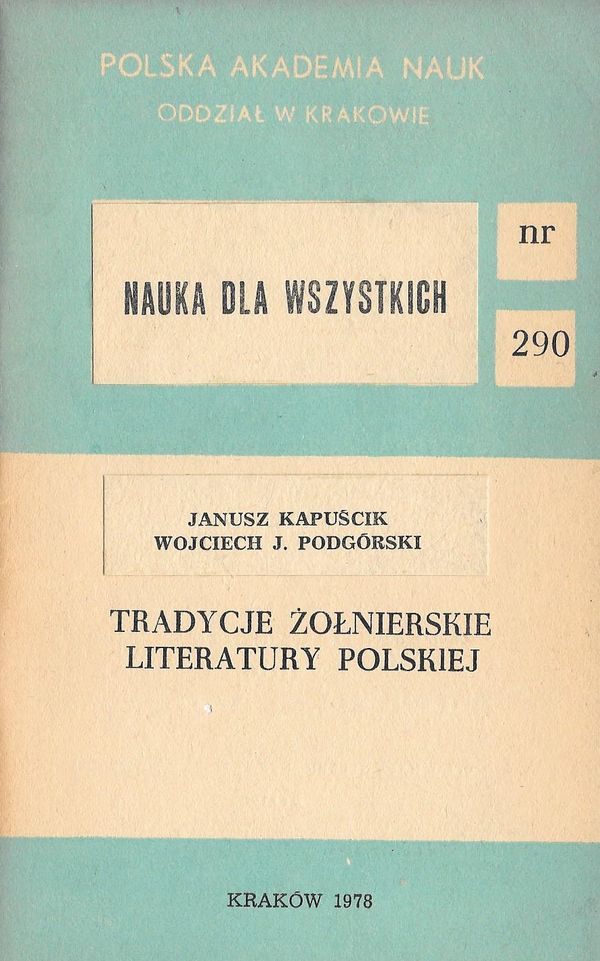 POLSKA AKADEMIA NAUK
ODDZIAŁ W KRAKOWIE
NAUKA DLA WSZYSTKICH
nr
290
JANUSZ KAPUŚCIK
WOJCIECH J. PODGÓRSKI
TRADYCJE ŻOŁNIERSKIE
LITERATURY POLSKIEJ
KRAKÓW 1978